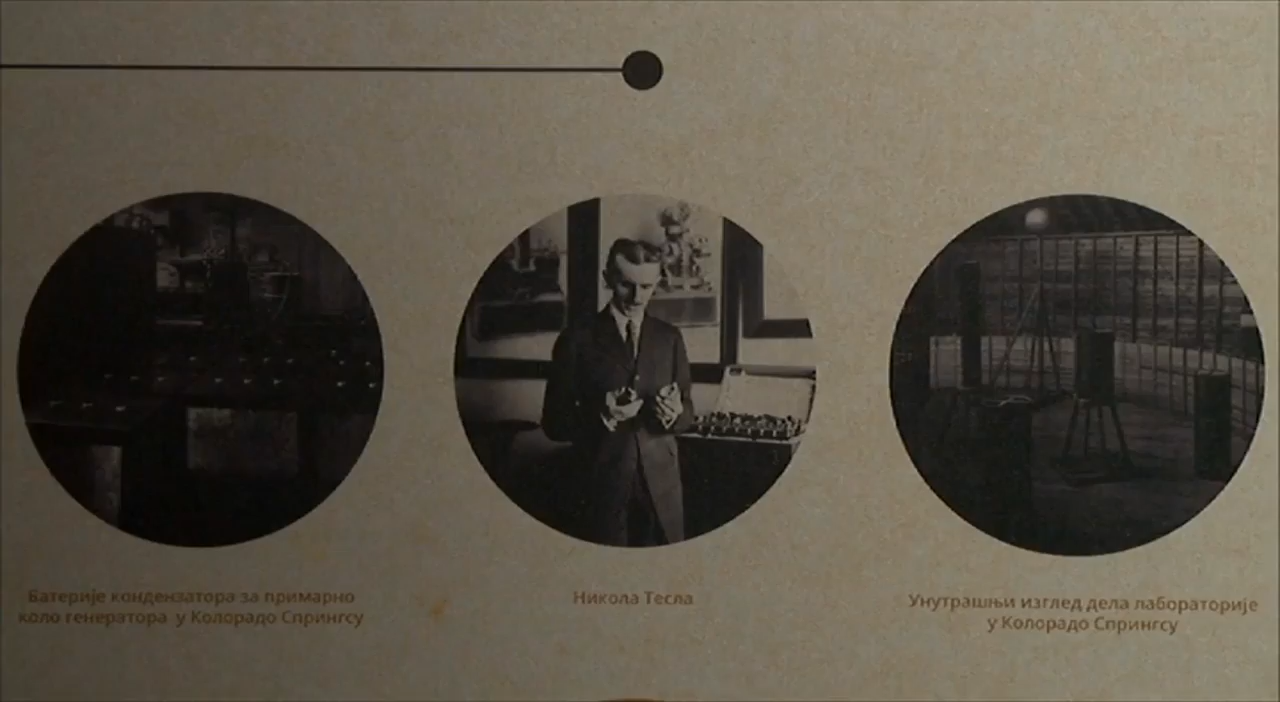 Батерије кондензатора за примарно
коло генератора у Колорадо Спрингсу
Никола Тесла
Унутрашњи изглед дела лабораторије
у Колорадо Спрингсу